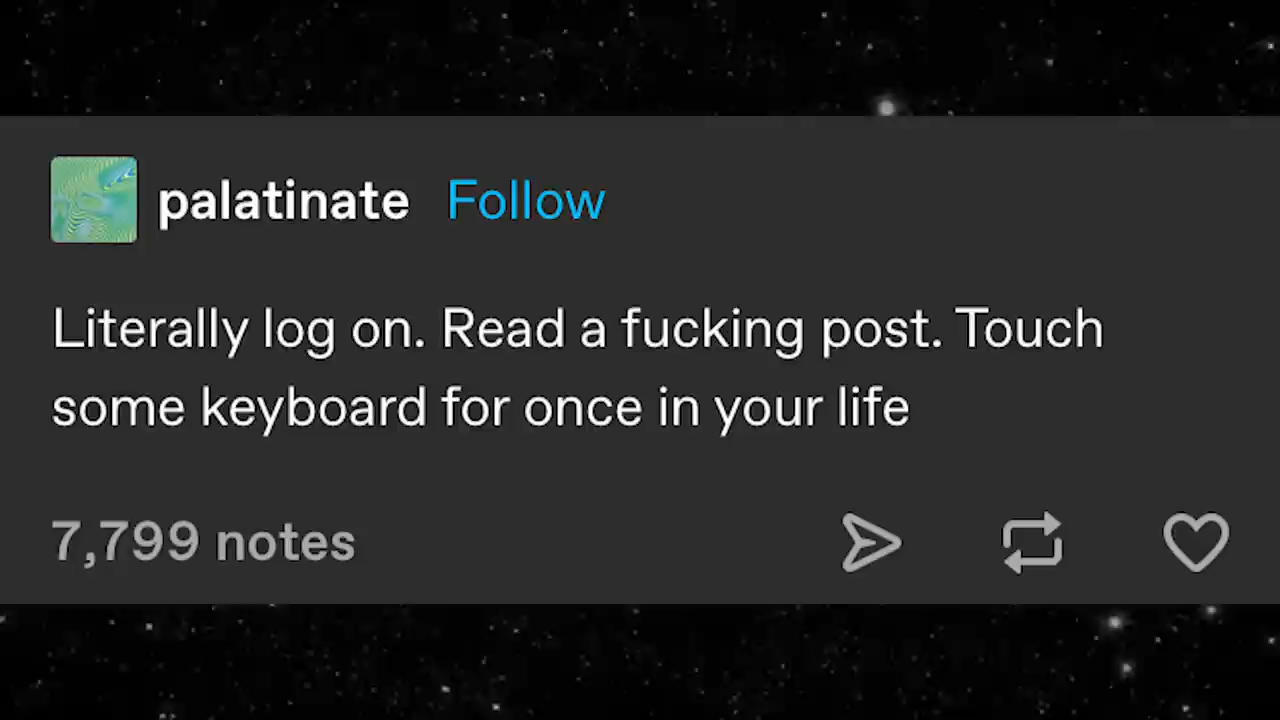 palatinate Follow
Literally log on. Read a fucking post. Touch
some keyboard for once in your life
7,799 notes